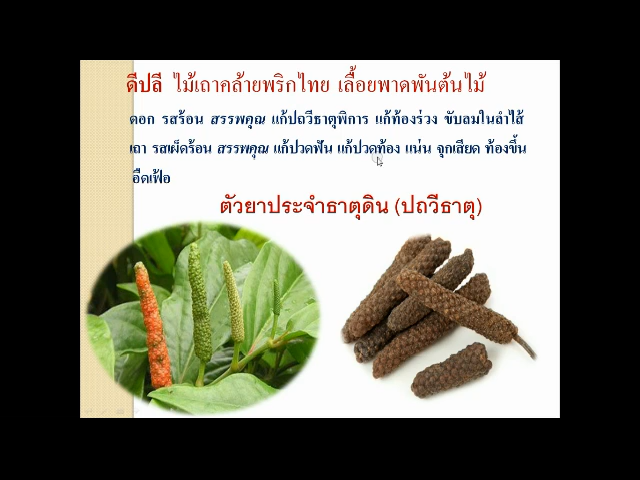 ดีปลี ไม้เถาคล้ายพริกไทย เลื้อยพาดพันต้นไม้
ดอก รสร้อน สรรพคุณ แก้ปถวีธาตุพิการ แก้ท้องร่วง ขับลมในลำไส้
เถา รสเผ็ดร้อน สรรพคุณ แก้ปวดฟัน แก้ปวดท้อง แน่น จุกเสียด ท้องขึ้น
อืดเฟ้อ
ตัวยาประจำธาตุดิน (ปถวีธาตุ)